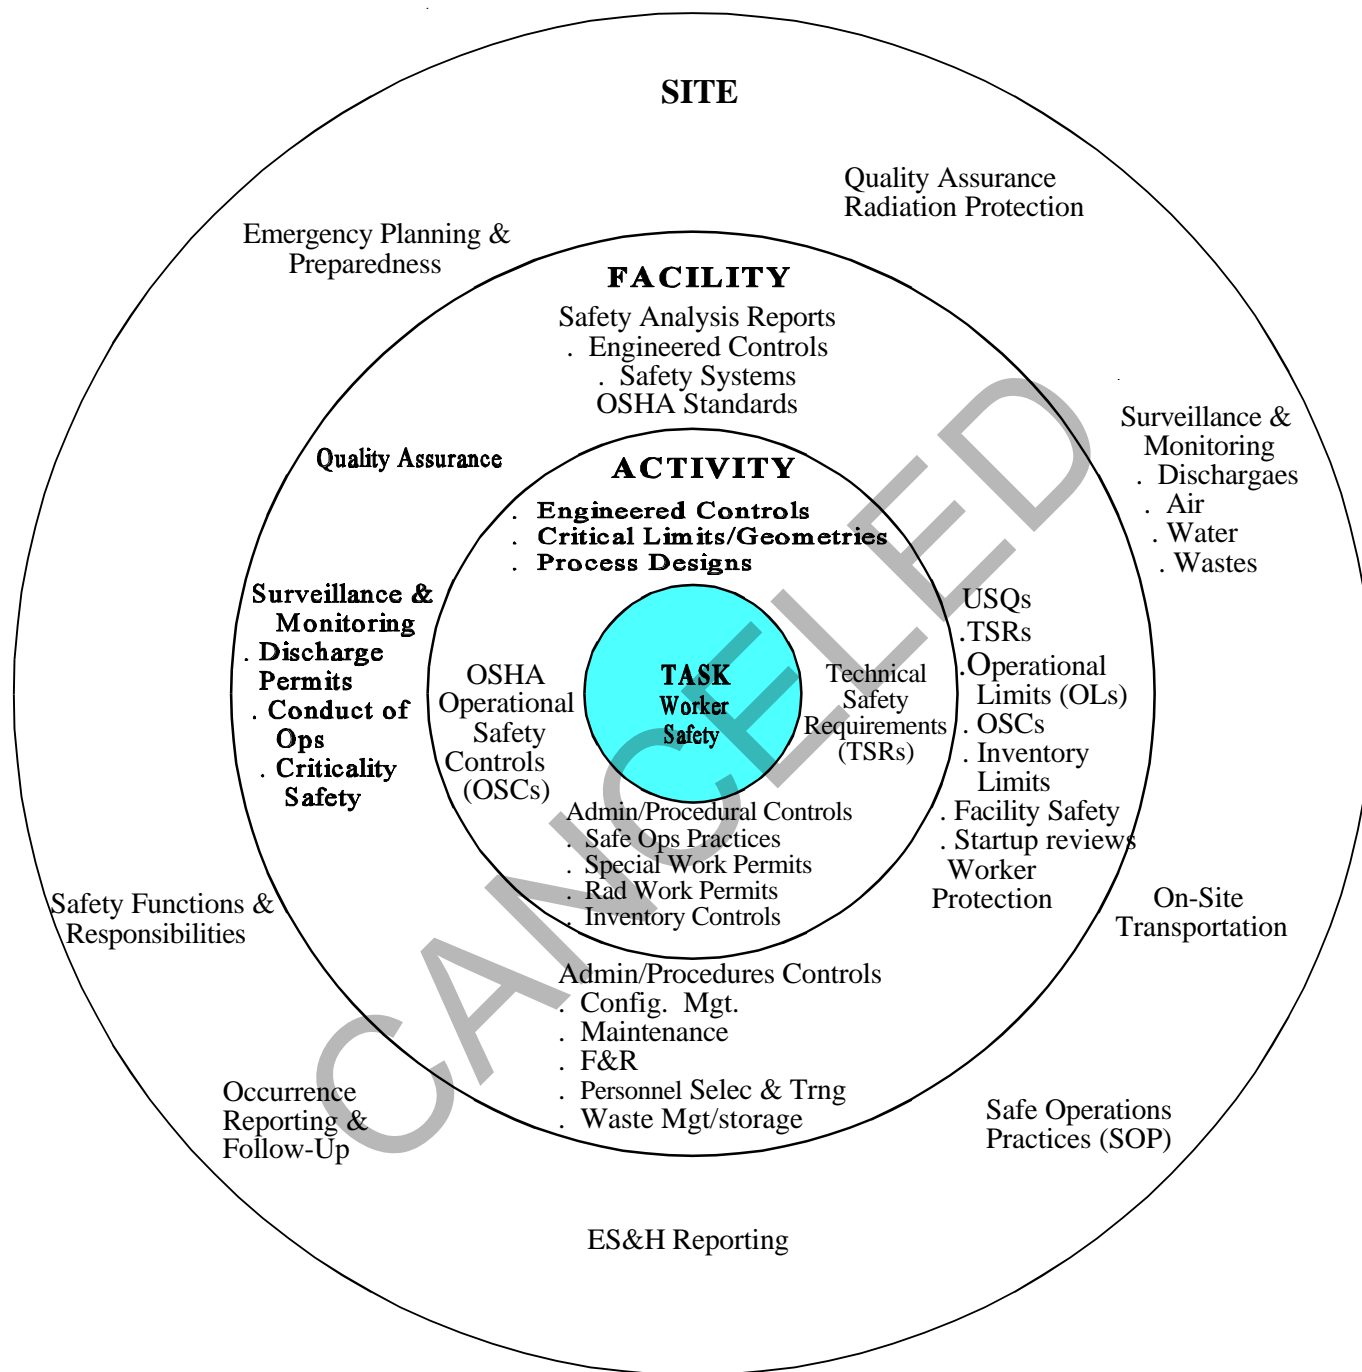 SITE
Quality Assurance
Radiation Protection
Emergency Planning &
Preparedness
FACILITY
Safety Analysis Reports
. Engineered Controls
. Safety Systems
OSHA Standards
Surveillance &
Monitoring
. Dischargaes
. Air
. Water
. Wastes
Quality Assurance
ACTIVITY
. Engineered Controls
. Critical Limits/Geometries
. Process Designs
Surveillance &
Monitoring
. Discharge
Permits
. Conduct of
Ops
. Criticality
Safety
OSHA
Operational
Safety
Controls
(OSCs)
TASK
Worker
Safety
Technical
Safety
Requirements
(TSRs)
USQs
.TSRs
.Operational
Limits (OLs)
. OSCs
. Inventory
Limits
. Facility Safety
. Startup reviews
Worker
Protection
Admin/Procedural Controls
. Safe Ops Practices
. Special Work Permits
. Rad Work Permits
. Inventory Controls
Safety Functions &
Responsibilities
On-Site
Transportation
Admin/Procedures Controls
. Config. Mgt.
. Maintenance
. F&R
. Personnel Selec & Trng
. Waste Mgt/storage
Occurrence
Reporting &
Follow-Up
Safe Operations
Practices (SOP)
ES&H Reporting
CANCELED